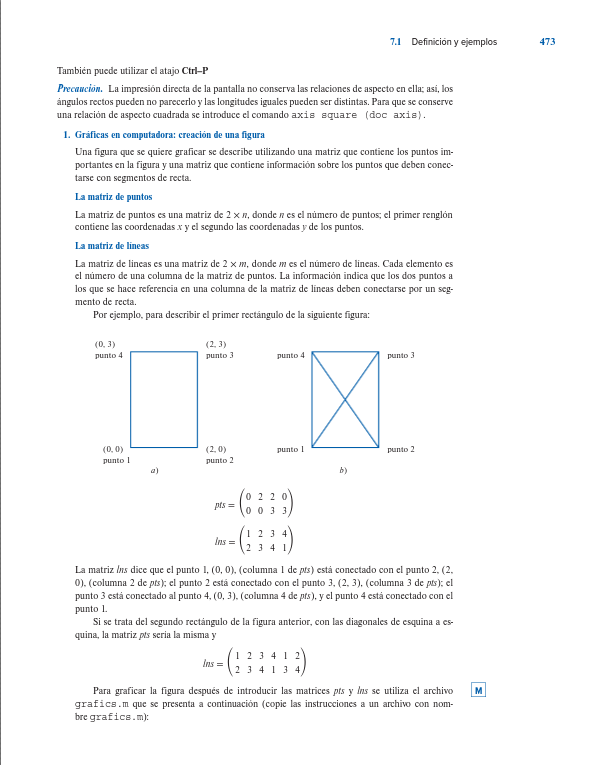 7.1 Definición y ejemplos 473
También puede utilizar el atajo Ctrl–P
Precaución. La impresión directa de la pantalla no conserva las relaciones de aspecto en ella; así, los
ángulos rectos pueden no parecerlo y las longitudes iguales pueden ser distintas. Para que se conserve
una relación de aspecto cuadrada se introduce el comando axis square (doc axis).
1. Gráficas en computadora: creación de una figura
Una figura que se quiere graficar se describe utilizando una matriz que contiene los puntos im-
portantes en la figura y una matriz que contiene información sobre los puntos que deben conec-
tarse con segmentos de recta.
La matriz de puntos
La matriz de puntos es una matriz de 2 × n, donde n es el número de puntos; el primer renglón
contiene las coordenadas x y el segundo las coordenadas y de los puntos.
La matriz de líneas
La matriz de líneas es una matriz de 2 × m, donde m es el número de líneas. Cada elemento es
el número de una columna de la matriz de puntos. La información indica que los dos puntos a
los que se hace referencia en una columna de la matriz de líneas deben conectarse por un seg-
mento de recta.
Por ejemplo, para describir el primer rectángulo de la siguiente figura:
(0, 3) (2, 3)
punto 4 punto 3 punto 4 punto 3
(0, 0) (2, 0) punto 1 punto 2
punto 1 punto 2
a) b)
pts = (0 2 2 0
0 0 3 3)
lns = (1 2 3 4
2 3 4 1)
La matriz lns dice que el punto 1, (0, 0), (columna 1 de pts) está conectado con el punto 2, (2,
0), (columna 2 de pts); el punto 2 está conectado con el punto 3, (2, 3), (columna 3 de pts); el
punto 3 está conectado al punto 4, (0, 3), (columna 4 de pts), y el punto 4 está conectado con el
punto 1.
Si se trata del segundo rectángulo de la figura anterior, con las diagonales de esquina a es-
quina, la matriz pts sería la misma y
lns = (1 2 3 4 1 2
2 3 4 1 3 4)
Para graficar la figura después de introducir las matrices pts y lns se utiliza el archivo M
grafics.m que se presenta a continuación (copie las instrucciones a un archivo con nom-
bre grafics.m):